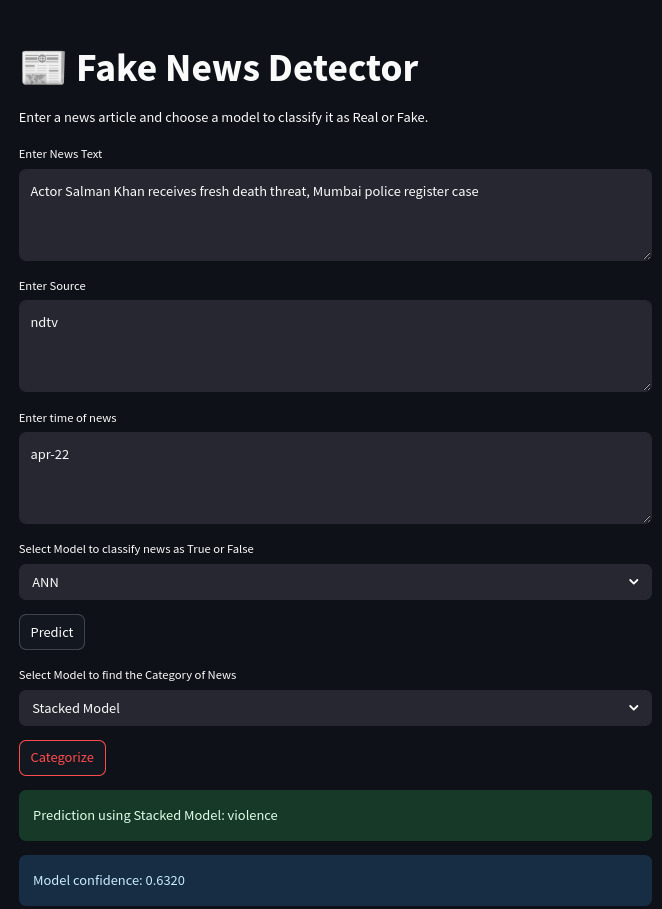 Fake News Detector
Enter a news article and choose a model to classify it as Real or Fake.
Enter News Text
Actor Salman Khan receives fresh death threat, Mumbai police register case
Enter Source
ndtv
Enter time of news
apr-22
Select Model to classify news as True or False
ANN
Predict
Select Model to find the Category of News
Stacked Model
Categorize
Prediction using Stacked Model: violence
Model confidence: 0.6320